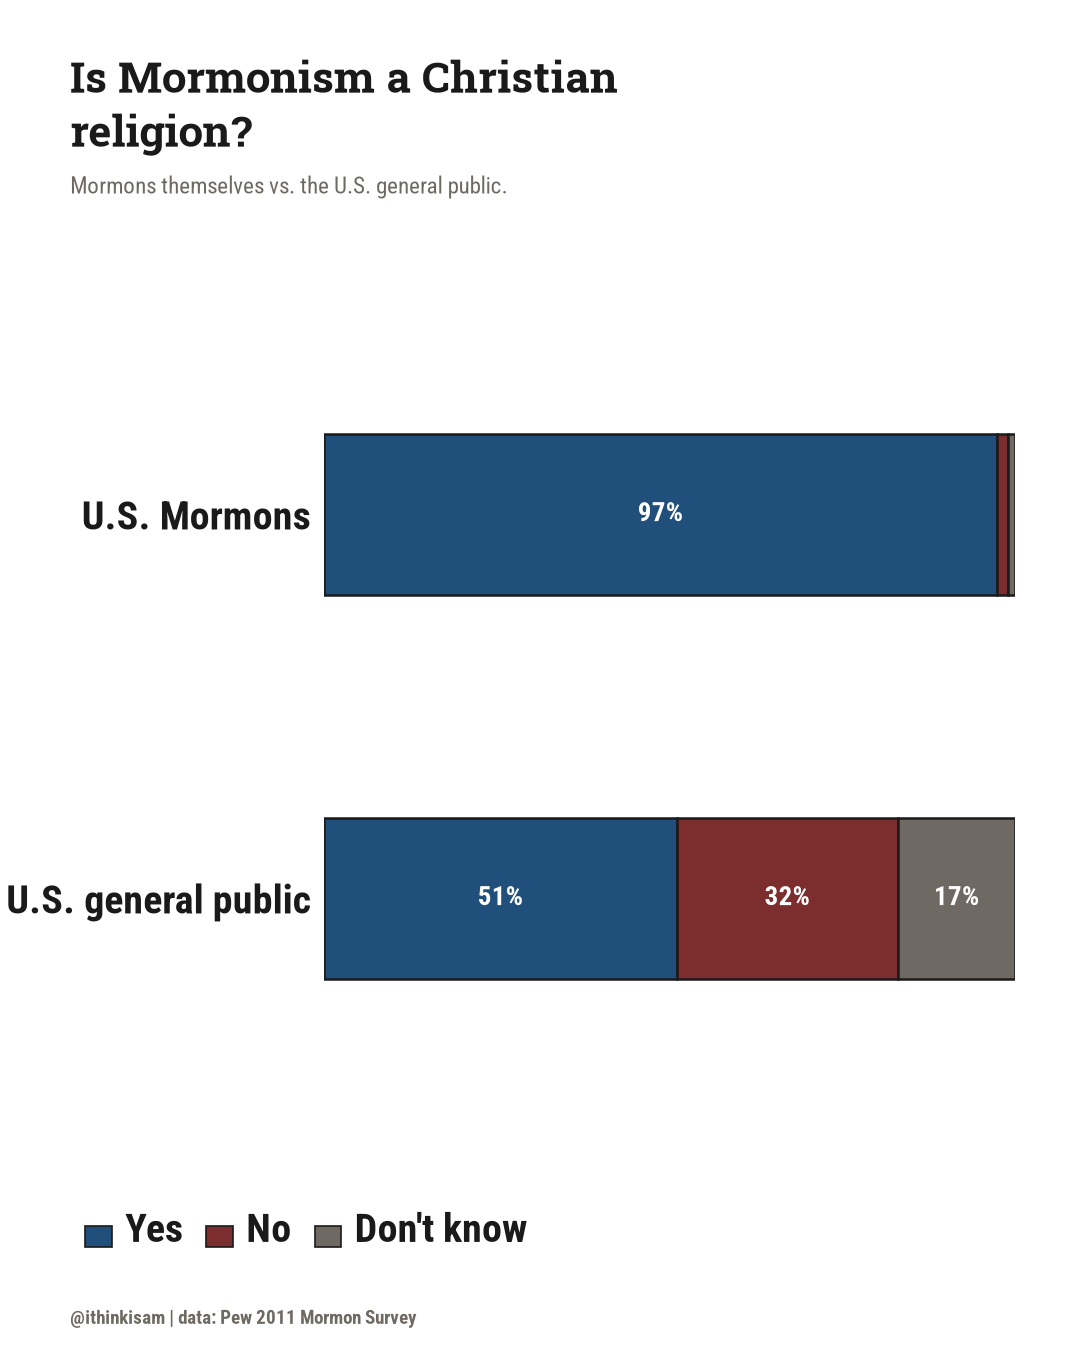 Is Mormonism a Christian
religion?
Mormons themselves vs. the U.S. general public.
U.S. Mormons
97%
U.S. general public
51%
32%
17%
Yes
No
Don't know
@ithinkisam | data: Pew 2011 Mormon Survey